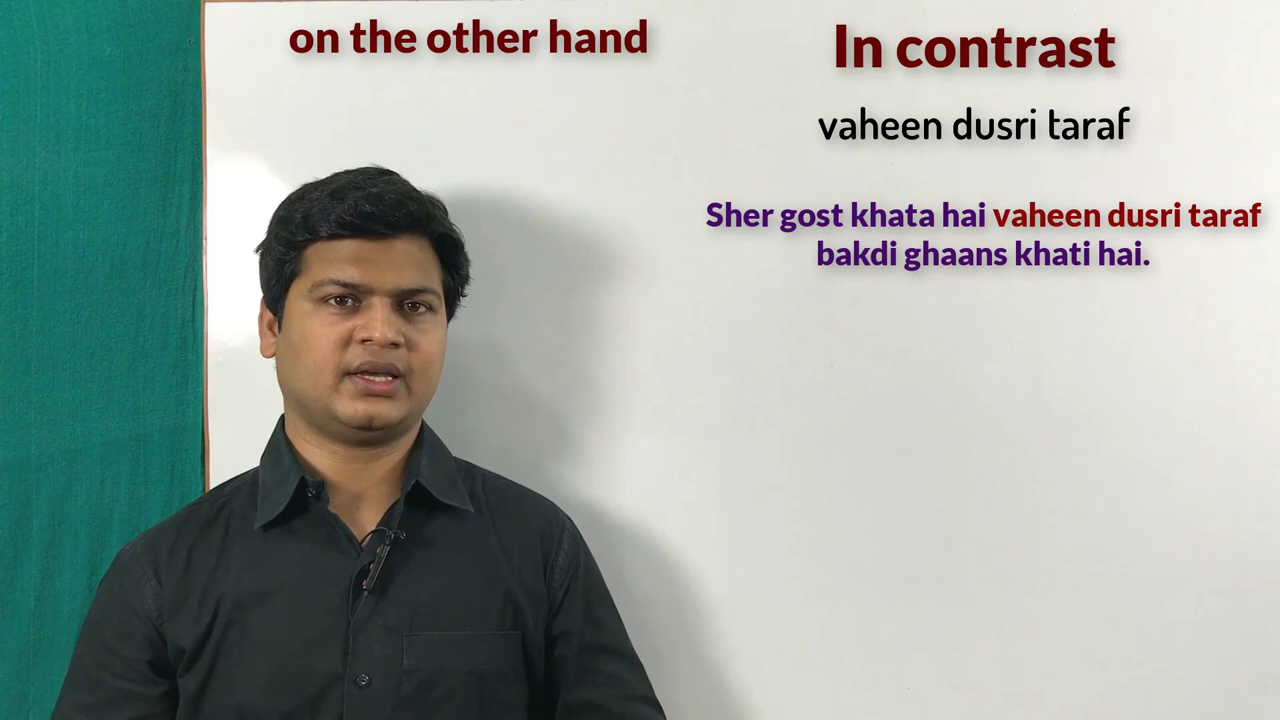 on the other hand
In contrast
vaheen dusri taraf
Sher gost khata hai vaheen dusri taraf
bakdi ghaans khati hai.